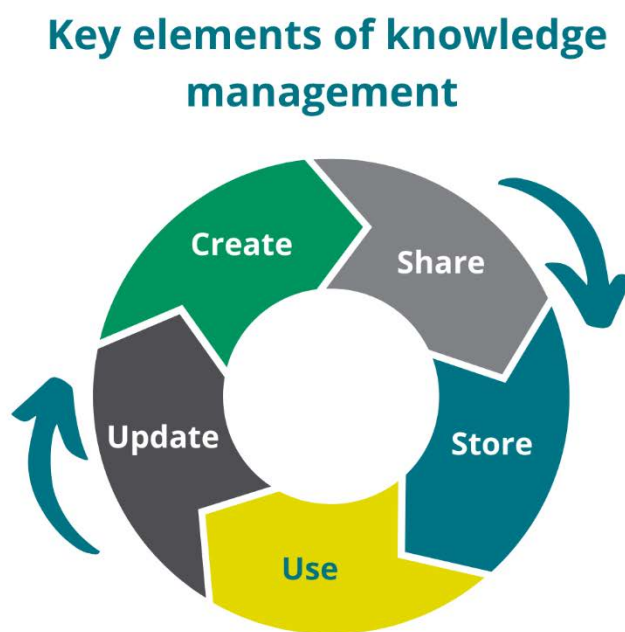 Key elements of knowledge
management
Create
Share
Store
Use
Update